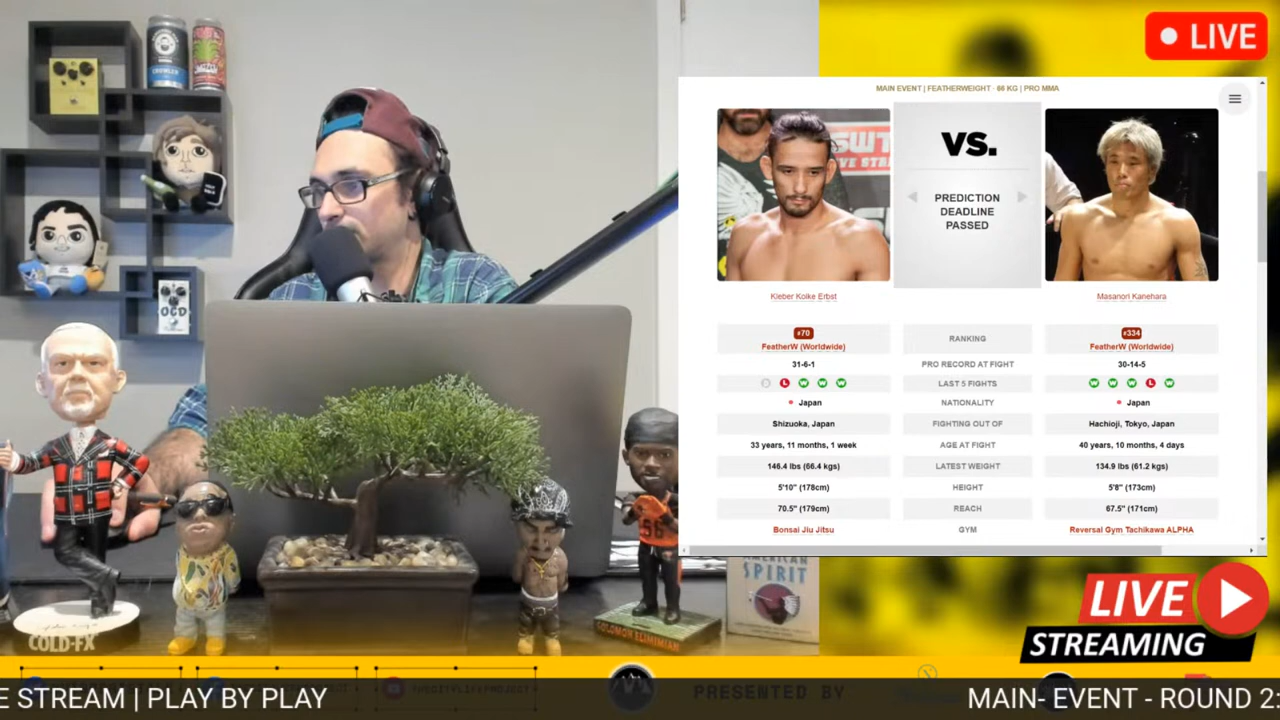 LIVE
MAIN EVENT | FEATHERWEIGHT · 66 KG | PRO MMA
VS.
PREDICTION
DEADLINE
PASSED
Kleber Koike Erbst
Masanori Kanehara
#70
FeatherW (Worldwide)
RANKING
#334
FeatherW (Worldwide)
31-6-1
PRO RECORD AT FIGHT
30-14-5
L W W W
LAST 5 FIGHTS
W W W L W
Japan
NATIONALITY
Japan
Shizuoka, Japan
FIGHTING OUT OF
Hachioji, Tokyo, Japan
33 years, 11 months, 1 week
AGE AT FIGHT
40 years, 10 months, 4 days
146.4 lbs (66.4 kgs)
LATEST WEIGHT
134.9 lbs (61.2 kgs)
5'10" (178cm)
HEIGHT
5'8" (173cm)
70.5" (179cm)
REACH
67.5" (171cm)
Bonsai Jiu Jitsu
GYM
Reversal Gym Tachikawa ALPHA
OCD
COLD-FX
SOLOMON ELIMIMIAN
AMERICAN
SPIRIT
LIVE
STREAMING
PRESENTED BY
E STREAM | PLAY BY PLAY
MAIN- EVENT - ROUND 2: